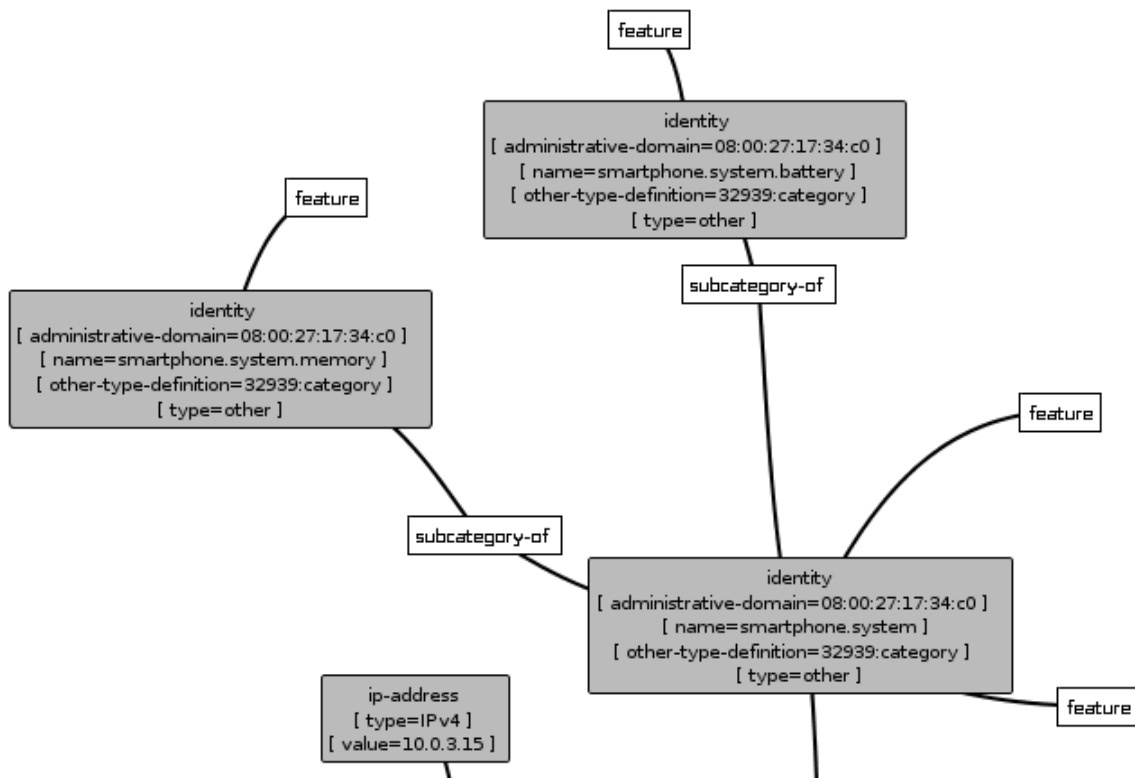 feature
identity
[ administrative-domain=08:00:27:17:34:c0 ]
[ name=smartphone.system.battery ]
[ other-type-definition=32939:category ]
[ type=other ]
feature
subcategory-of
identity
[ administrative-domain=08:00:27:17:34:c0 ]
[ name=smartphone.system.memory ]
[ other-type-definition=32939:category ]
[ type=other ]
feature
subcategory-of
identity
[ administrative-domain=08:00:27:17:34:c0 ]
[ name=smartphone.system ]
[ other-type-definition=32939:category ]
[ type=other ]
ip-address
[ type=IPv4 ]
[ value=10.0.3.15 ]
feature